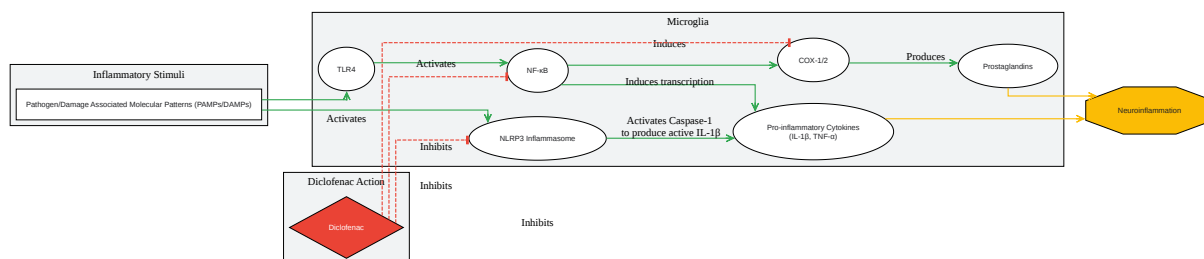 Microglia
Inflammatory Stimuli
Pathogen/Damage Associated Molecular Patterns (PAMPs/DAMPs)
Activates
TLR4
Activates
NF-κB
Induces
COX-1/2
Produces
Prostaglandins
Induces transcription
NLRP3 Inflammasome
Activates Caspase-1
to produce active IL-1β
Pro-inflammatory Cytokines
(IL-1β, TNF-α)
Neuroinflammation
Inhibits
Inhibits
Inhibits
Diclofenac Action
Diclofenac